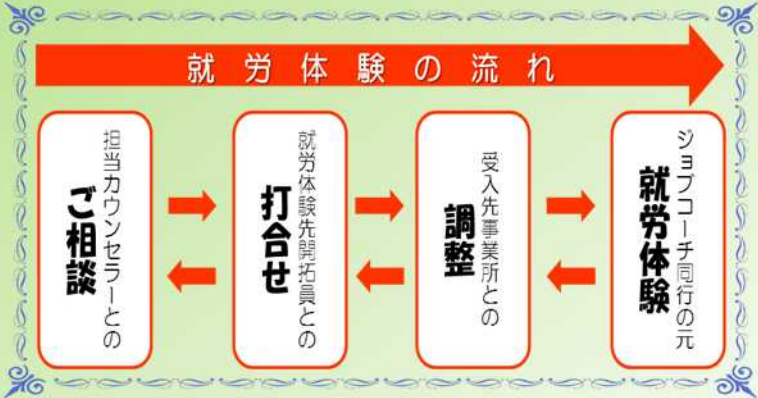 就労体験の流れ
担当カウンセラーとの
ご相談
就労体験先開拓員との
打合せ
受入先事業所との
調整
ジョブコーチ同行の元
就労体験